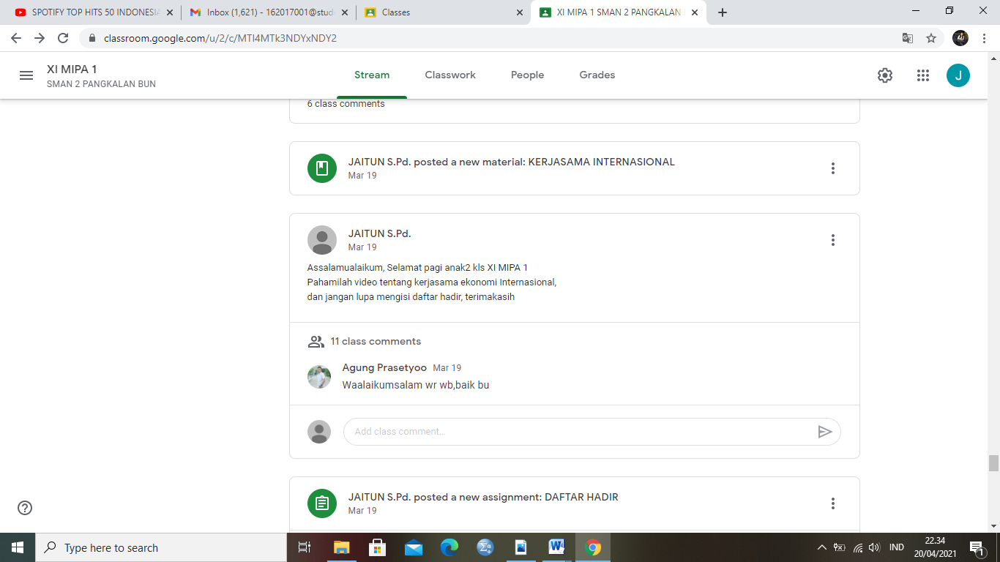 SPOTIFY TOP HITS 50 INDONESIA
Inbox (1,621) - 162017001@stud
Classes
XI MIPA 1 SMAN 2 PANGKALAN
classroom.google.com/u/2/c/MTI4MTk3NDYxNDY2
XI MIPA 1
SMAN 2 PANGKALAN BUN
Stream
Classwork
People
Grades
J
6 class comments
JAITUN S.Pd. posted a new material: KERJASAMA INTERNASIONAL
Mar 19
JAITUN S.Pd.
Mar 19
Assalamualaikum, Selamat pagi anak2 kls XI MIPA 1
Pahamilah video tentang kerjasama ekonomi Internasional,
dan jangan lupa mengisi daftar hadir, terimakasih
11 class comments
Agung Prasetyoo Mar 19
Waalaikumsalam wr wb,baik bu
Add class comment...
JAITUN S.Pd. posted a new assignment: DAFTAR HADIR
Mar 19
Type here to search
IND
22.34
20/04/2021
1